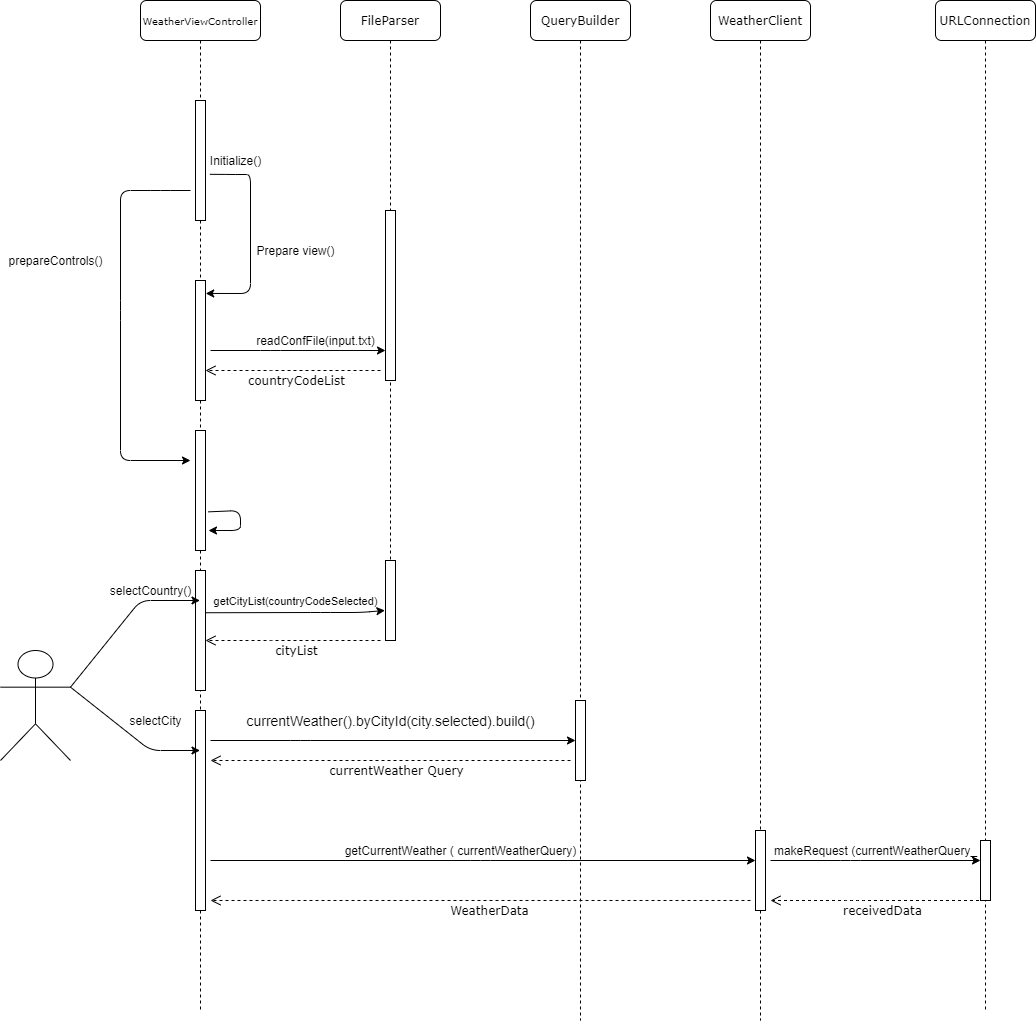 WeatherViewController
FileParser
QueryBuilder
WeatherClient
URLConnection
Initialize()
Prepare view()
prepareControls()
readConfFile(input.txt)
countryCodeList
selectCountry()
getCityList(countryCodeSelected)
cityList
selectCity
currentWeather().byCityId(city.selected).build()
currentWeather Query
getCurrentWeather ( currentWeatherQuery)
makeRequest (currentWeatherQuery
WeatherData
receivedData